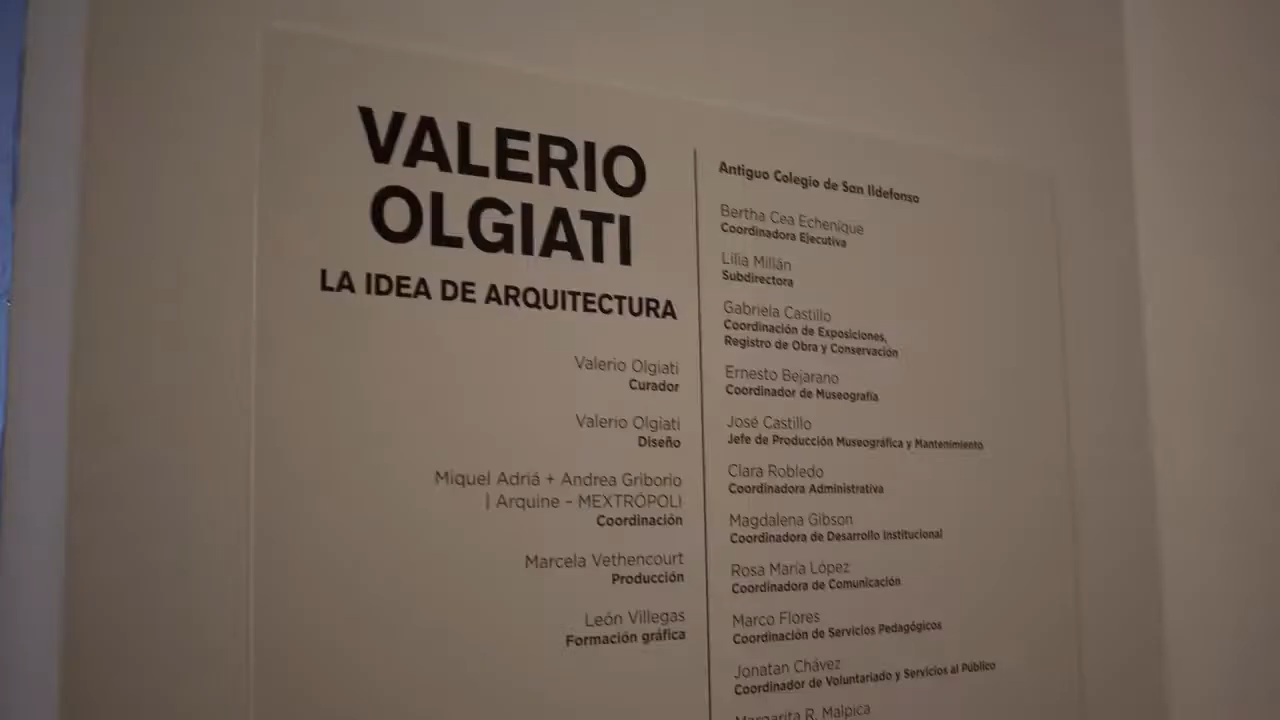 VALERIO
OLGIATI
LA IDEA DE ARQUITECTURA
Valerio Olgiati
Curador
Valerio Olgiati
Diseño
Miquel Adriá + Andrea Griborio
| Arquine – MEXTRÓPOLI
Coordinación
Marcela Vethencourt
Producción
León Villegas
Formación gráfica
Antiguo Colegio de San Ildefonso
Bertha Cea Echenique
Coordinadora Ejecutiva
Lilia Millán
Subdirectora
Gabriela Castillo
Coordinación de Exposiciones,
Registro de Obra y Conservación
Ernesto Bejarano
Coordinador de Museografía
José Castillo
Jefe de Producción Museográfica y Mantenimiento
Clara Robledo
Coordinadora Administrativa
Magdalena Gibson
Coordinadora de Desarrollo Institucional
Rosa María López
Coordinadora de Comunicación
Marco Flores
Coordinación de Servicios Pedagógicos
Jonatan Chávez
Coordinador de Voluntariado y Servicios al Público
Margarita R. Malpica